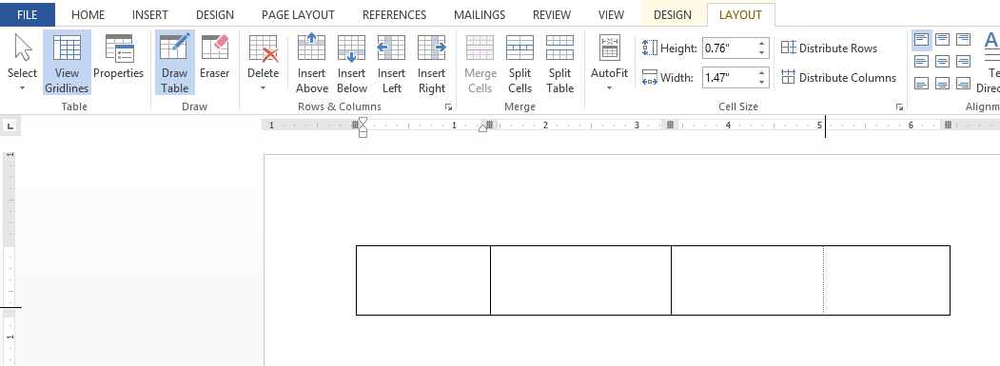 FILE HOME INSERT DESIGN PAGE LAYOUT REFERENCES MAILINGS REVIEW VIEW DESIGN LAYOUT
Select
View
Gridlines
Properties
Table
Draw
Table
Eraser
Draw
Delete
Insert
Above
Insert
Below
Insert
Left
Insert
Right
Rows & Columns
Merge
Cells
Split
Cells
Split
Table
Merge
AutoFit
Height: 0.76"
Width: 1.47"
Distribute Rows
Distribute Columns
Cell Size
A
Te
Direc
Alignm
1 1 2 3 4 5 6
1
1